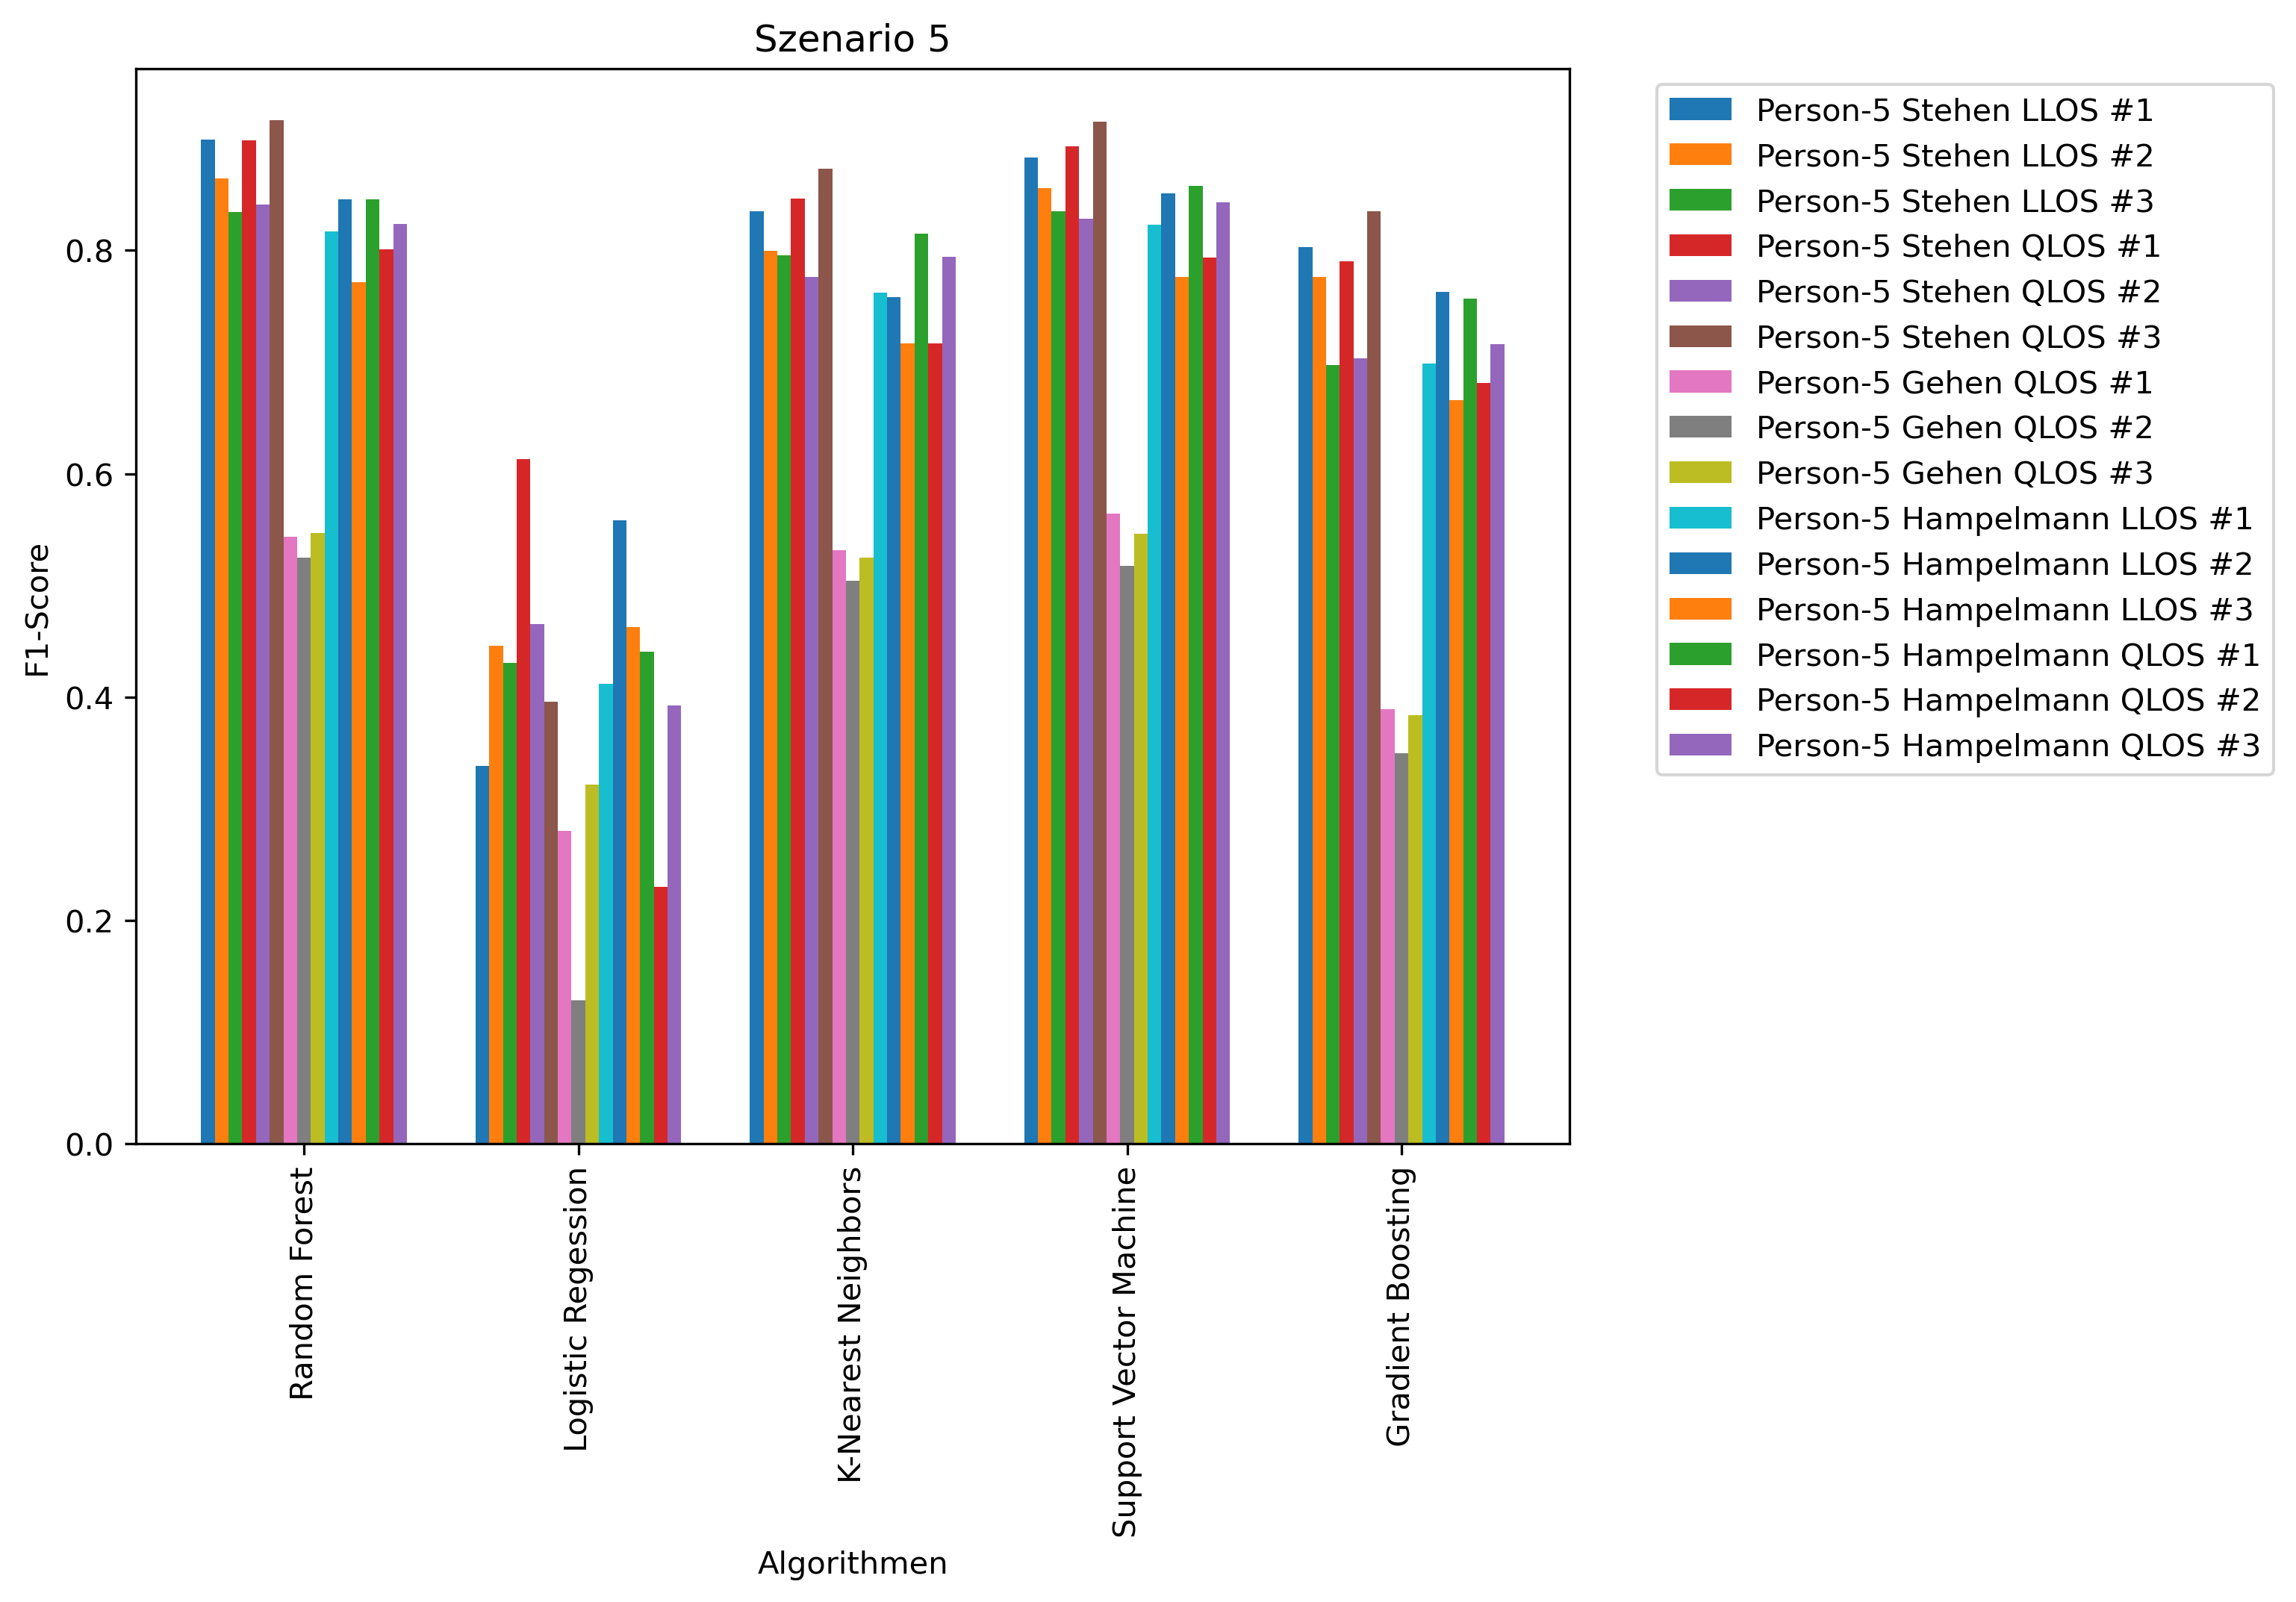 Szenario 5
F1-Score
0.8
0.6
0.4
0.2
0.0
Random Forest
Logistic Regession
K-Nearest Neighbors
Support Vector Machine
Gradient Boosting
Algorithmen
Person-5 Stehen LLOS #1
Person-5 Stehen LLOS #2
Person-5 Stehen LLOS #3
Person-5 Stehen QLOS #1
Person-5 Stehen QLOS #2
Person-5 Stehen QLOS #3
Person-5 Gehen QLOS #1
Person-5 Gehen QLOS #2
Person-5 Gehen QLOS #3
Person-5 Hampelmann LLOS #1
Person-5 Hampelmann LLOS #2
Person-5 Hampelmann LLOS #3
Person-5 Hampelmann QLOS #1
Person-5 Hampelmann QLOS #2
Person-5 Hampelmann QLOS #3